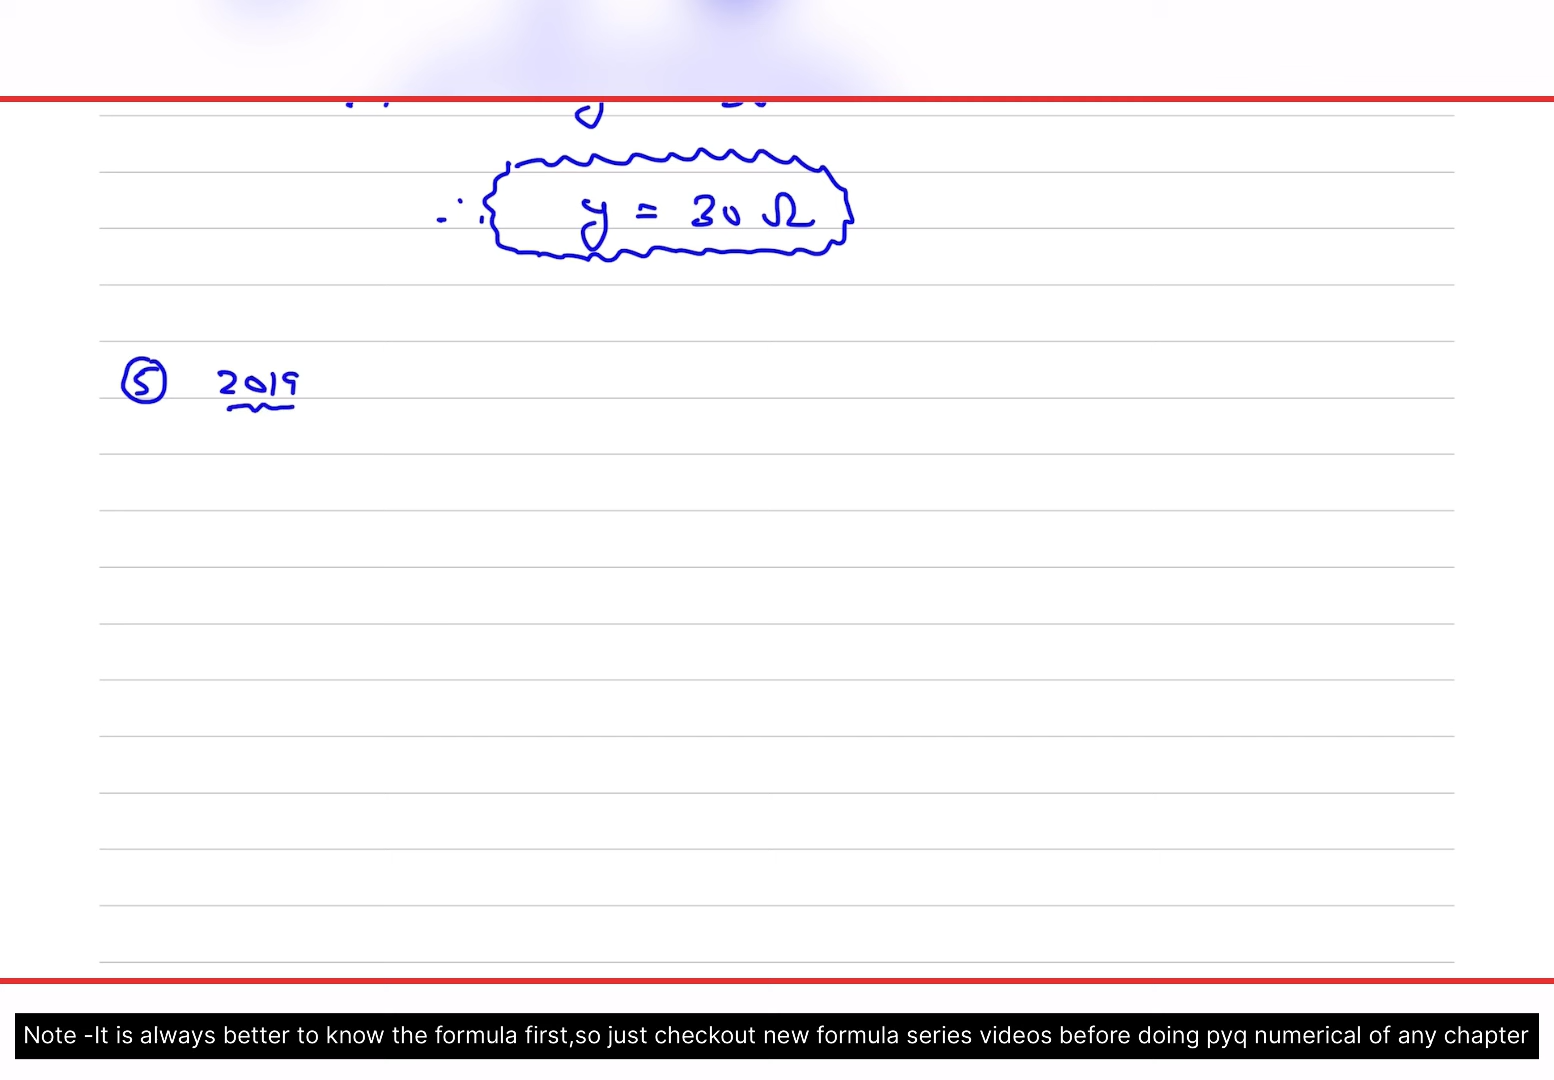 ∴ y = 30 Ω
5 2019
Note -It is always better to know the formula first,so just checkout new formula series videos before doing pyq numerical of any chapter